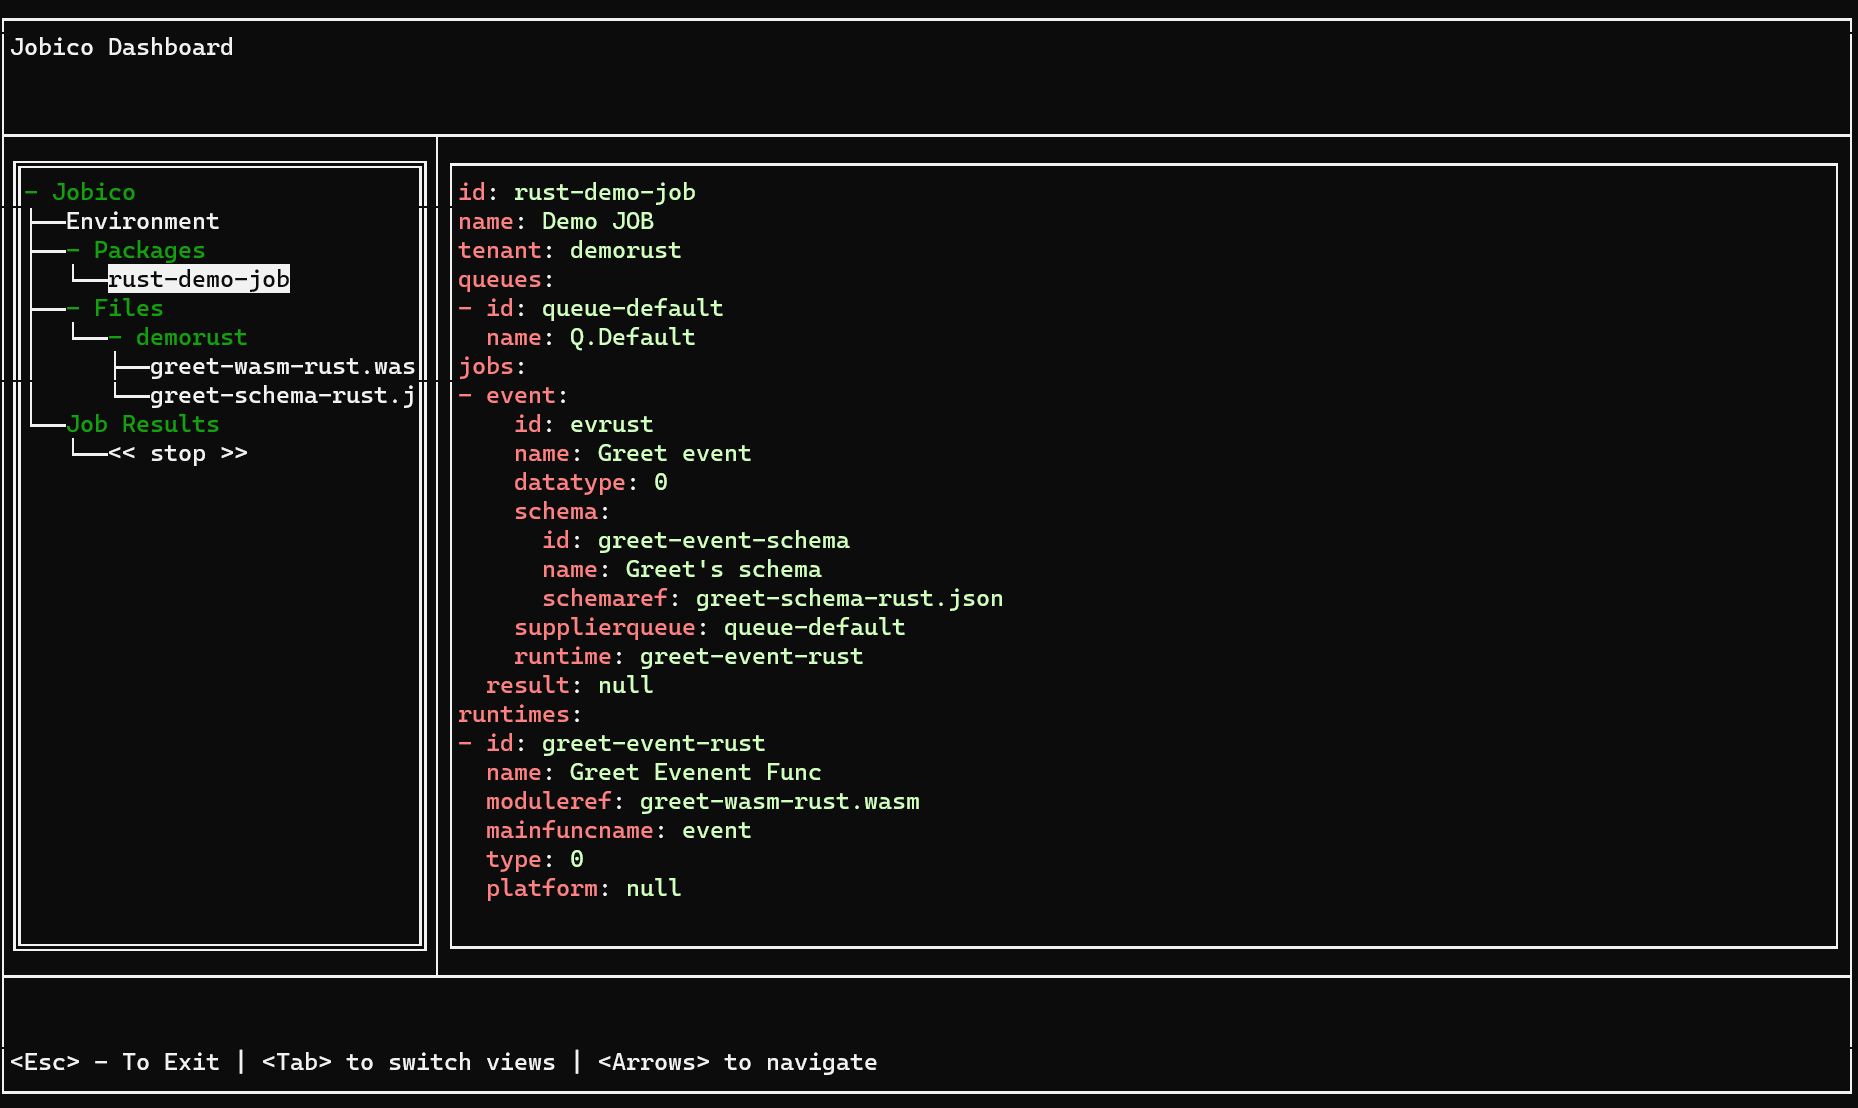 Jobico Dashboard
- Jobico
Environment
- Packages
rust-demo-job
- Files
- demorust
greet-wasm-rust.was
greet-schema-rust.j
Job Results
<< stop >>
id: rust-demo-job
name: Demo JOB
tenant: demorust
queues:
- id: queue-default
  name: Q.Default
jobs:
- event:
    id: evrust
    name: Greet event
    datatype: 0
    schema:
      id: greet-event-schema
      name: Greet's schema
      schemaref: greet-schema-rust.json
    supplierqueue: queue-default
    runtime: greet-event-rust
  result: null
runtimes:
- id: greet-event-rust
  name: Greet Evenent Func
  moduleref: greet-wasm-rust.wasm
  mainfuncname: event
  type: 0
  platform: null
<Esc> - To Exit | <Tab> to switch views | <Arrows> to navigate